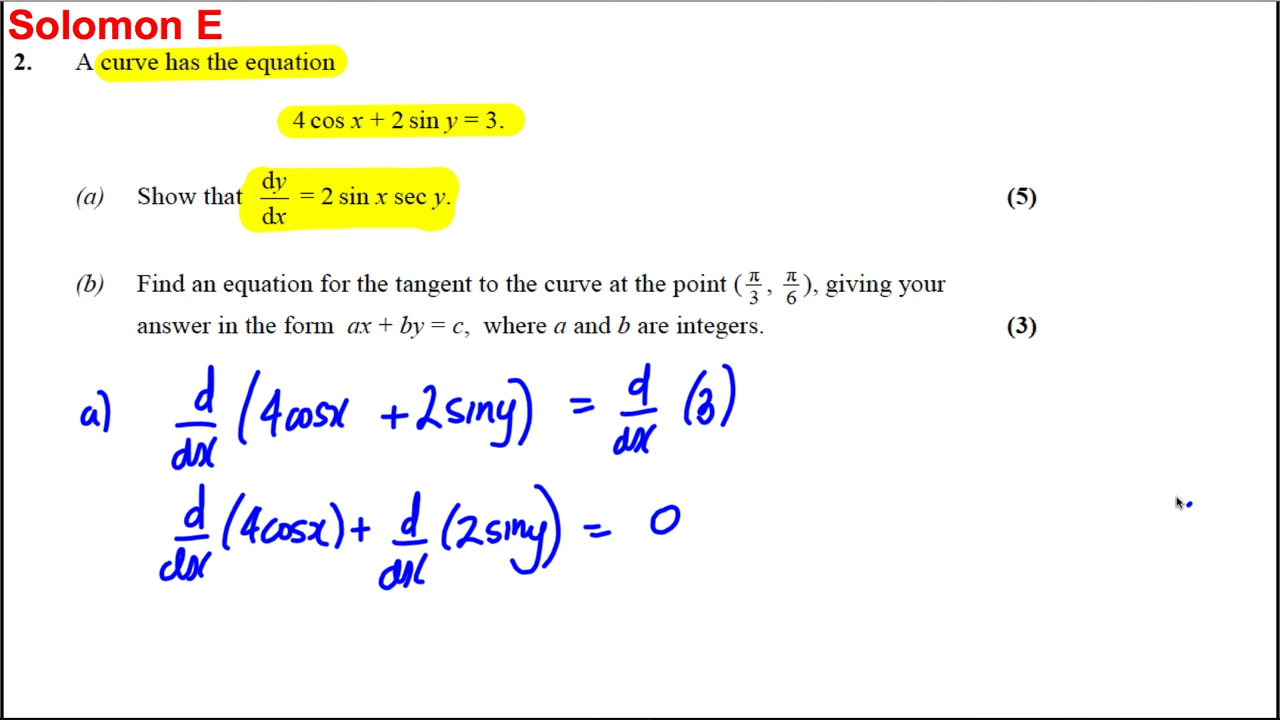 Solomon E
2. A curve has the equation
4 cos x + 2 sin y = 3.
(a) Show that dy/dx = 2 sin x sec y. (5)
(b) Find an equation for the tangent to the curve at the point (π/3, π/6), giving your
answer in the form ax + by = c, where a and b are integers. (3)
a) d/dx (4cosx + 2siny) = d/dx (3)
d/dx (4cosx) + d/dx (2siny) = 0